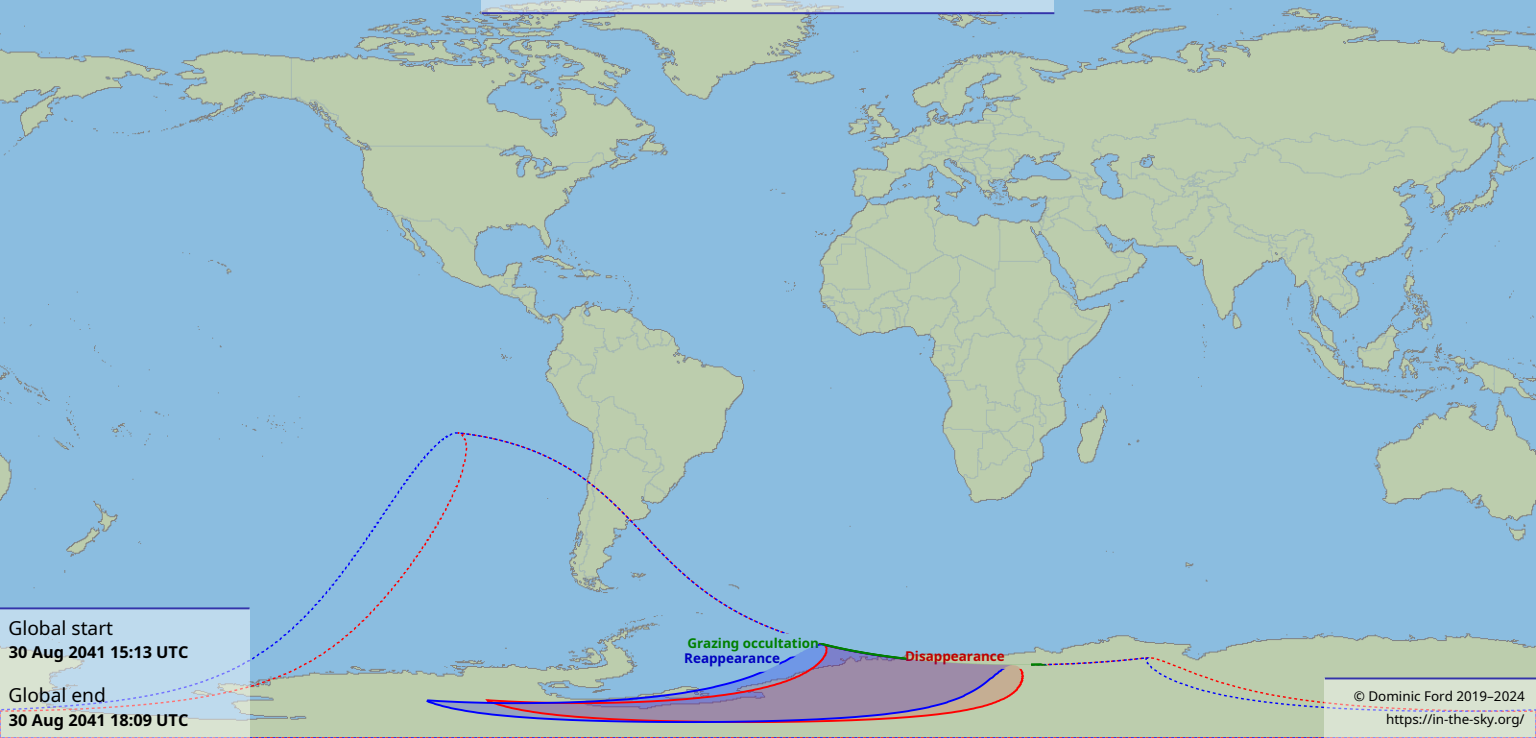 Grazing occultation
Reappearance
Disappearance
Global start
30 Aug 2041 15:13 UTC
Global end
30 Aug 2041 18:09 UTC
© Dominic Ford 2019–2024
https://in-the-sky.org/